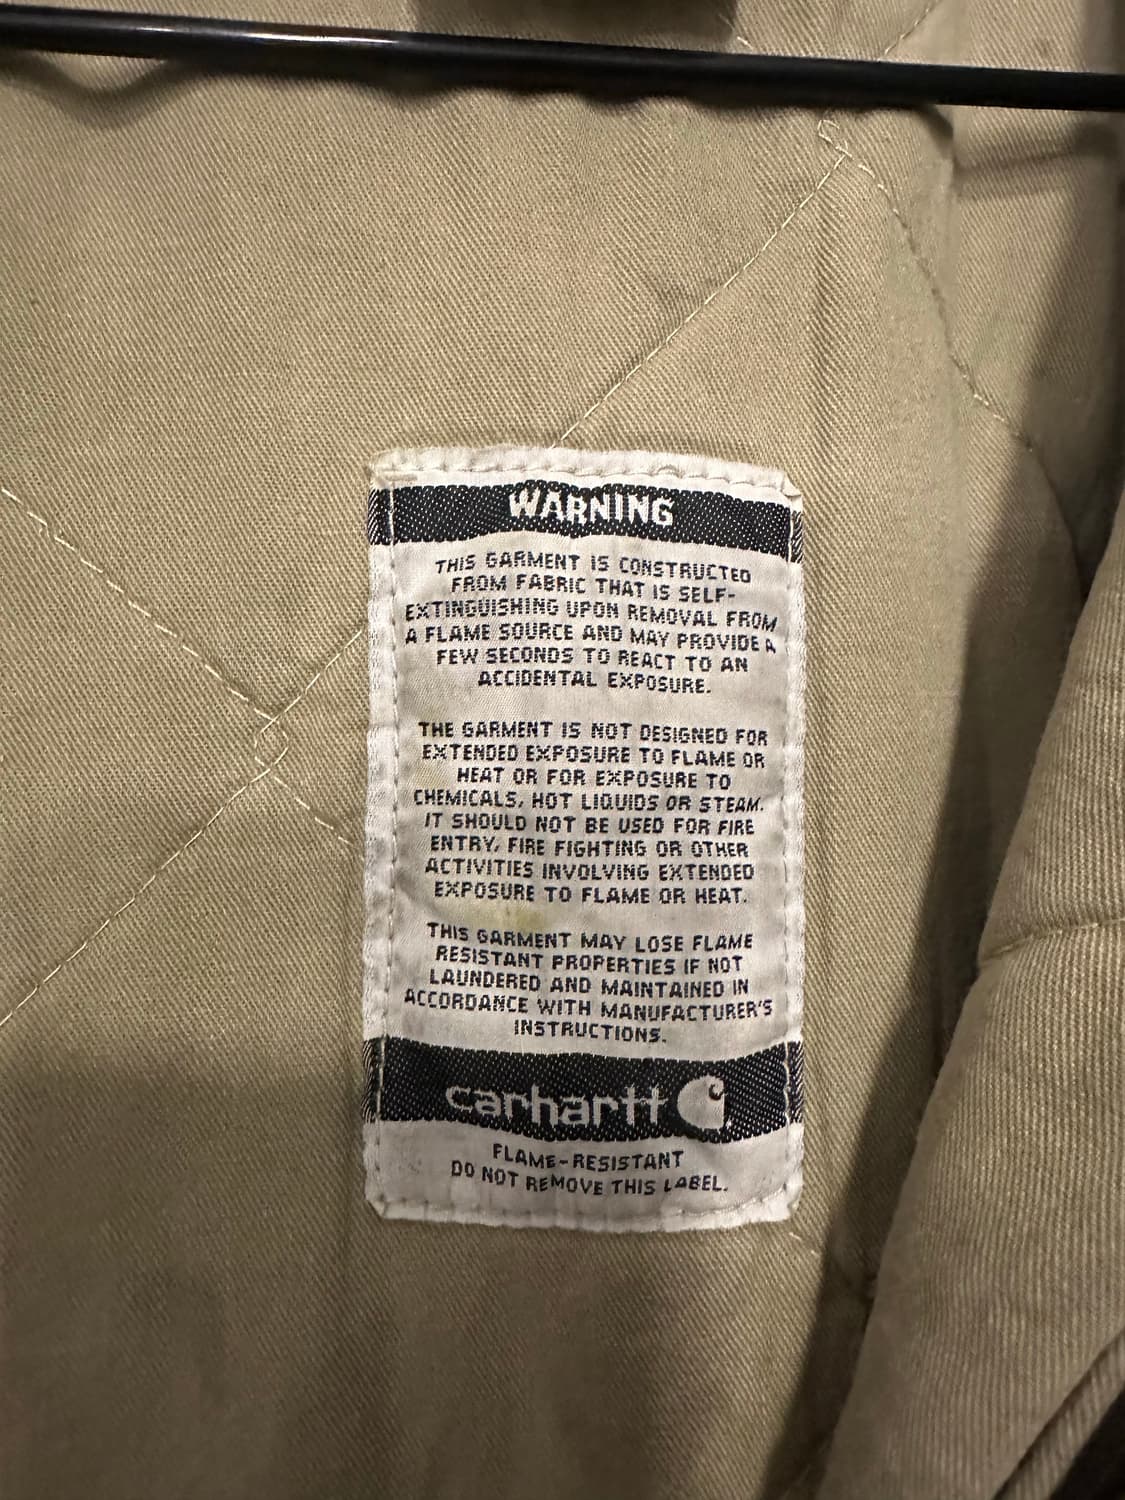 WARNING
THIS GARMENT IS CONSTRUCTED
FROM FABRIC THAT IS SELF-
EXTINGUISHING UPON REMOVAL FROM
A FLAME SOURCE AND MAY PROVIDE A
FEW SECONDS TO REACT TO AN
ACCIDENTAL EXPOSURE.
THE GARMENT IS NOT DESIGNED FOR
EXTENDED EXPOSURE TO FLAME OR
HEAT OR FOR EXPOSURE TO
CHEMICALS, HOT LIQUIDS OR STEAM.
IT SHOULD NOT BE USED FOR FIRE
ENTRY, FIRE FIGHTING OR OTHER
ACTIVITIES INVOLVING EXTENDED
EXPOSURE TO FLAME OR HEAT.
THIS GARMENT MAY LOSE FLAME
RESISTANT PROPERTIES IF NOT
LAUNDERED AND MAINTAINED IN
ACCORDANCE WITH MANUFACTURER'S
INSTRUCTIONS.
carhartt
FLAME-RESISTANT
DO NOT REMOVE THIS LABEL.